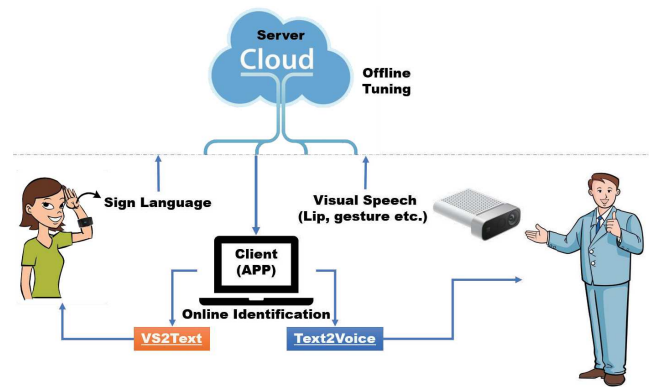 Server
Cloud
Offline
Tuning
Sign Language
Visual Speech
(Lip, gesture etc.)
Client
(APP)
Online Identification
VS2Text
Text2Voice